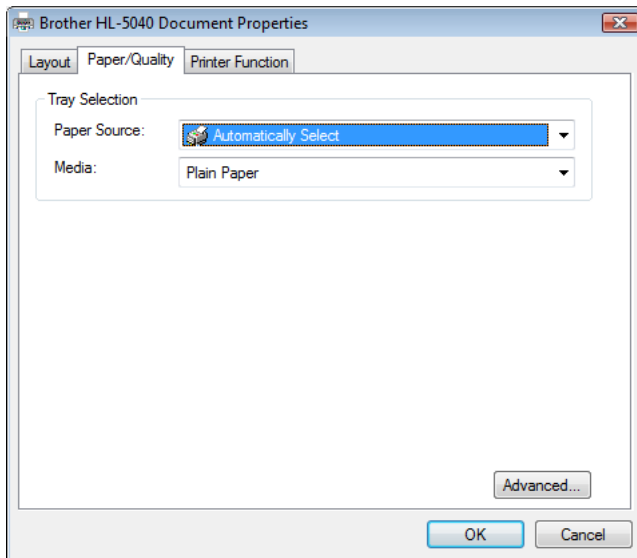 Brother HL-5040 Document Properties
Layout Paper/Quality Printer Function
Tray Selection
Paper Source: Automatically Select
Media: Plain Paper
Advanced...
OK Cancel